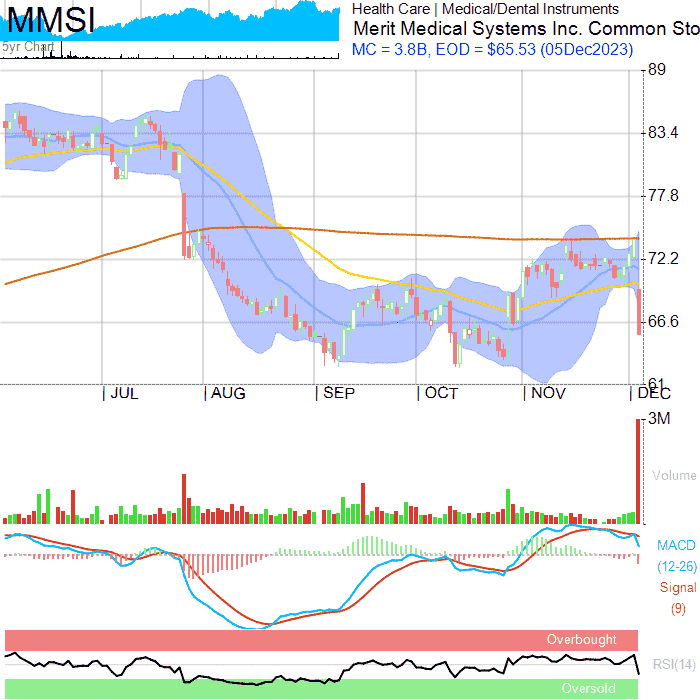 MMSI
5yr Chart
Health Care | Medical/Dental Instruments
Merit Medical Systems Inc. Common Sto
MC = 3.8B, EOD = $65.53 (05Dec2023)
89
83.4
77.8
72.2
66.6
61
JUL AUG SEP OCT NOV DEC
3M
Volume
MACD
(12-26)
Signal
(9)
Overbought
RSI(14)
Oversold